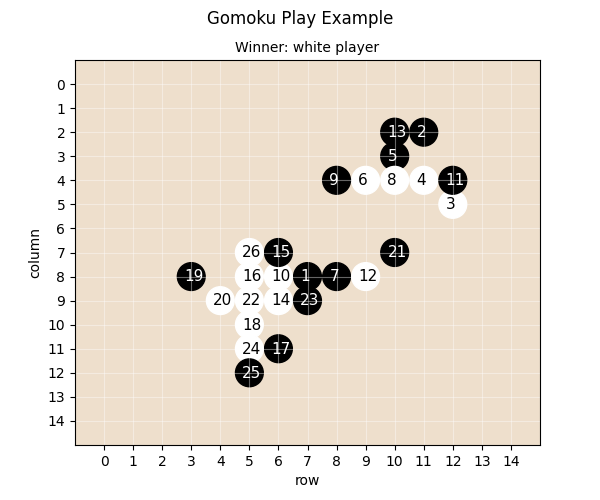 Gomoku Play Example
Winner: white player
0
1
2 13 2
3 5
4 9 6 8 4 11
5 3
6
7 26 15 21
8 19 16 10 1 7 12
9 20 22 14 23
10 18
11 24 17
12 25
13
14
column
0 1 2 3 4 5 6 7 8 9 10 11 12 13 14
row